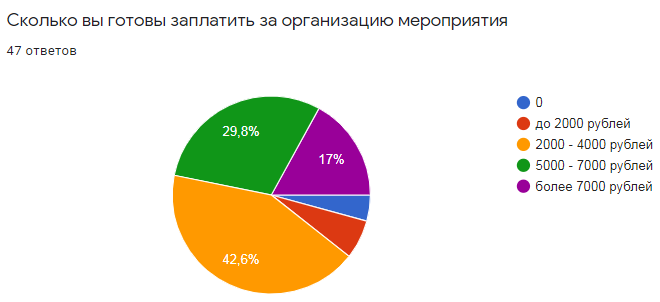 Сколько вы готовы заплатить за организацию мероприятия
47 ответов
29,8%
17%
42,6%
0
до 2000 рублей
2000 - 4000 рублей
5000 - 7000 рублей
более 7000 рублей